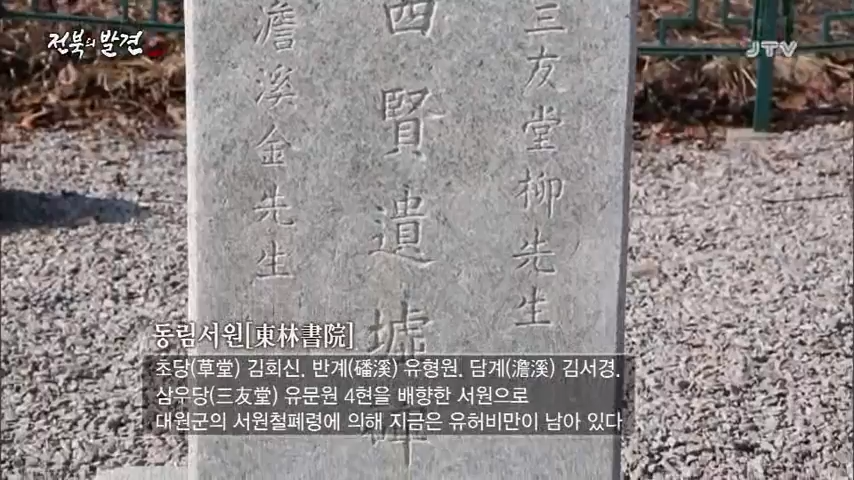 전북의 발견
JTV
三友堂柳先生
四賢遺墟碑
澹溪金先生
동림서원[東林書院]
초당(草堂) 김회신, 반계(磻溪) 유형원, 담계(澹溪) 김서경,
삼우당(三友堂) 유문원 4현을 배향한 서원으로
대원군의 서원철폐령에 의해 지금은 유허비만이 남아 있다